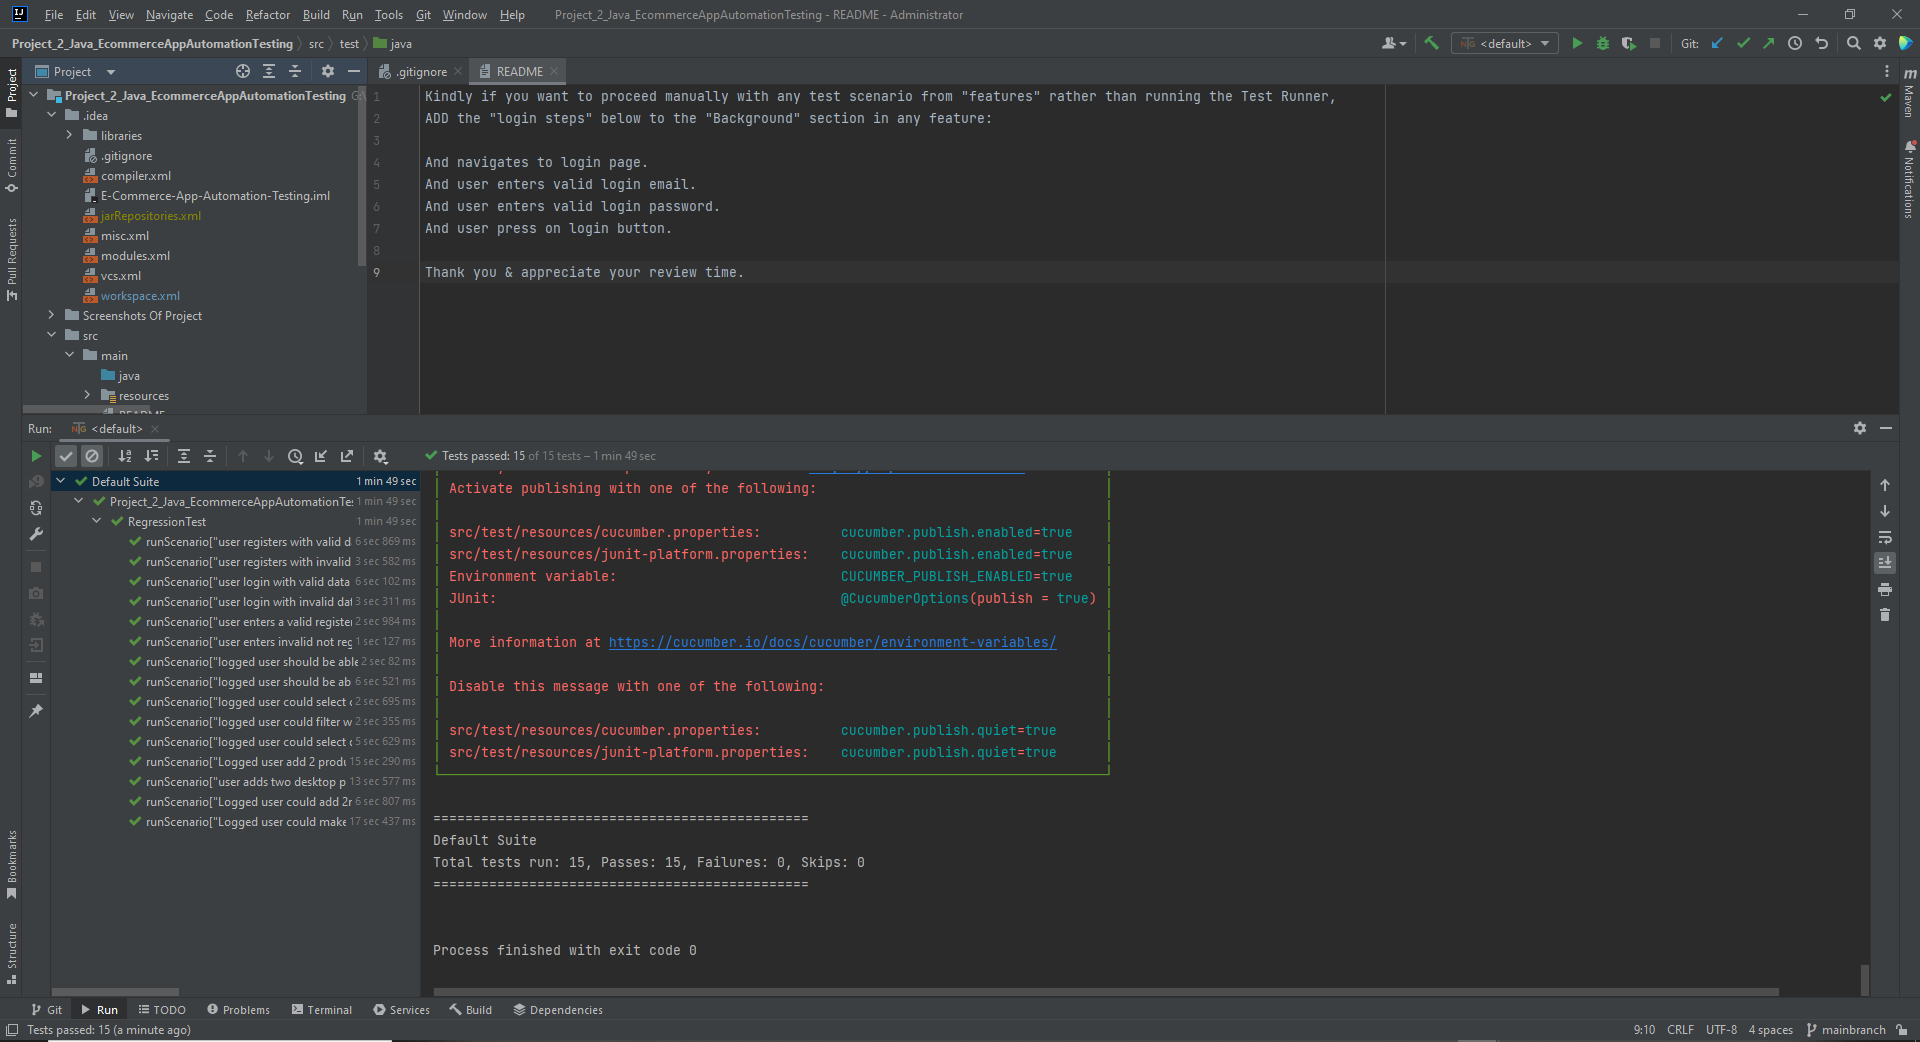 File Edit View Navigate Code Refactor Build Run Tools Git Window Help Project_2_Java_EcommerceAppAutomationTesting - README - Administrator
Project_2_Java_EcommerceAppAutomationTesting src test java <default> Git:
Project .gitignore README
Project_2_Java_EcommerceAppAutomationTesting G:\
.idea
libraries
.gitignore
compiler.xml
E-Commerce-App-Automation-Testing.iml
jarRepositories.xml
misc.xml
modules.xml
vcs.xml
workspace.xml
Screenshots Of Project
src
main
java
resources
README
1 Kindly if you want to proceed manually with any test scenario from "features" rather than running the Test Runner,
2 ADD the "login steps" below to the "Background" section in any feature:
3
4 And navigates to login page.
5 And user enters valid login email.
6 And user enters valid login password.
7 And user press on login button.
8
9 Thank you & appreciate your review time.
Project
Commit
Pull Requests
Bookmarks
Structure
Maven
Notifications
Run: <default>
Tests passed: 15 of 15 tests – 1 min 49 sec
Default Suite 1 min 49 sec
Project_2_Java_EcommerceAppAutomationTes 1 min 49 sec
RegressionTest 1 min 49 sec
runScenario["user registers with valid d 6 sec 869 ms
runScenario["user registers with invalid 3 sec 582 ms
runScenario["user login with valid data 6 sec 102 ms
runScenario["user login with invalid dat 3 sec 311 ms
runScenario["user enters a valid register 2 sec 984 ms
runScenario["user enters invalid not reg 1 sec 127 ms
runScenario["logged user should be able 2 sec 82 ms
runScenario["logged user should be ab 6 sec 521 ms
runScenario["logged user could select c 2 sec 695 ms
runScenario["logged user could filter w 2 sec 355 ms
runScenario["logged user could select c 5 sec 629 ms
runScenario["Logged user add 2 produ 15 sec 290 ms
runScenario["user adds two desktop p 13 sec 577 ms
runScenario["Logged user could add 2r 6 sec 807 ms
runScenario["Logged user could make 17 sec 437 ms
Activate publishing with one of the following:
src/test/resources/cucumber.properties: cucumber.publish.enabled=true
src/test/resources/junit-platform.properties: cucumber.publish.enabled=true
Environment variable: CUCUMBER_PUBLISH_ENABLED=true
JUnit: @CucumberOptions(publish = true)
More information at https://cucumber.io/docs/cucumber/environment-variables/
Disable this message with one of the following:
src/test/resources/cucumber.properties: cucumber.publish.quiet=true
src/test/resources/junit-platform.properties: cucumber.publish.quiet=true
===============================================
Default Suite
Total tests run: 15, Passes: 15, Failures: 0, Skips: 0
===============================================
Process finished with exit code 0
Git Run TODO Problems Terminal Services Build Dependencies
Tests passed: 15 (a minute ago) 9:10 CRLF UTF-8 4 spaces mainbranch